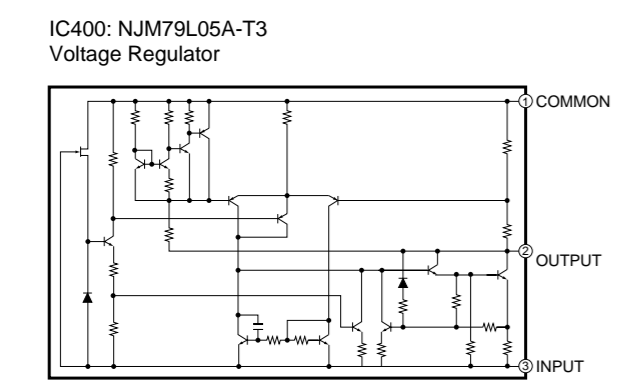 IC400: NJM79L05A-T3
Voltage Regulator
1 COMMON
2 OUTPUT
3 INPUT